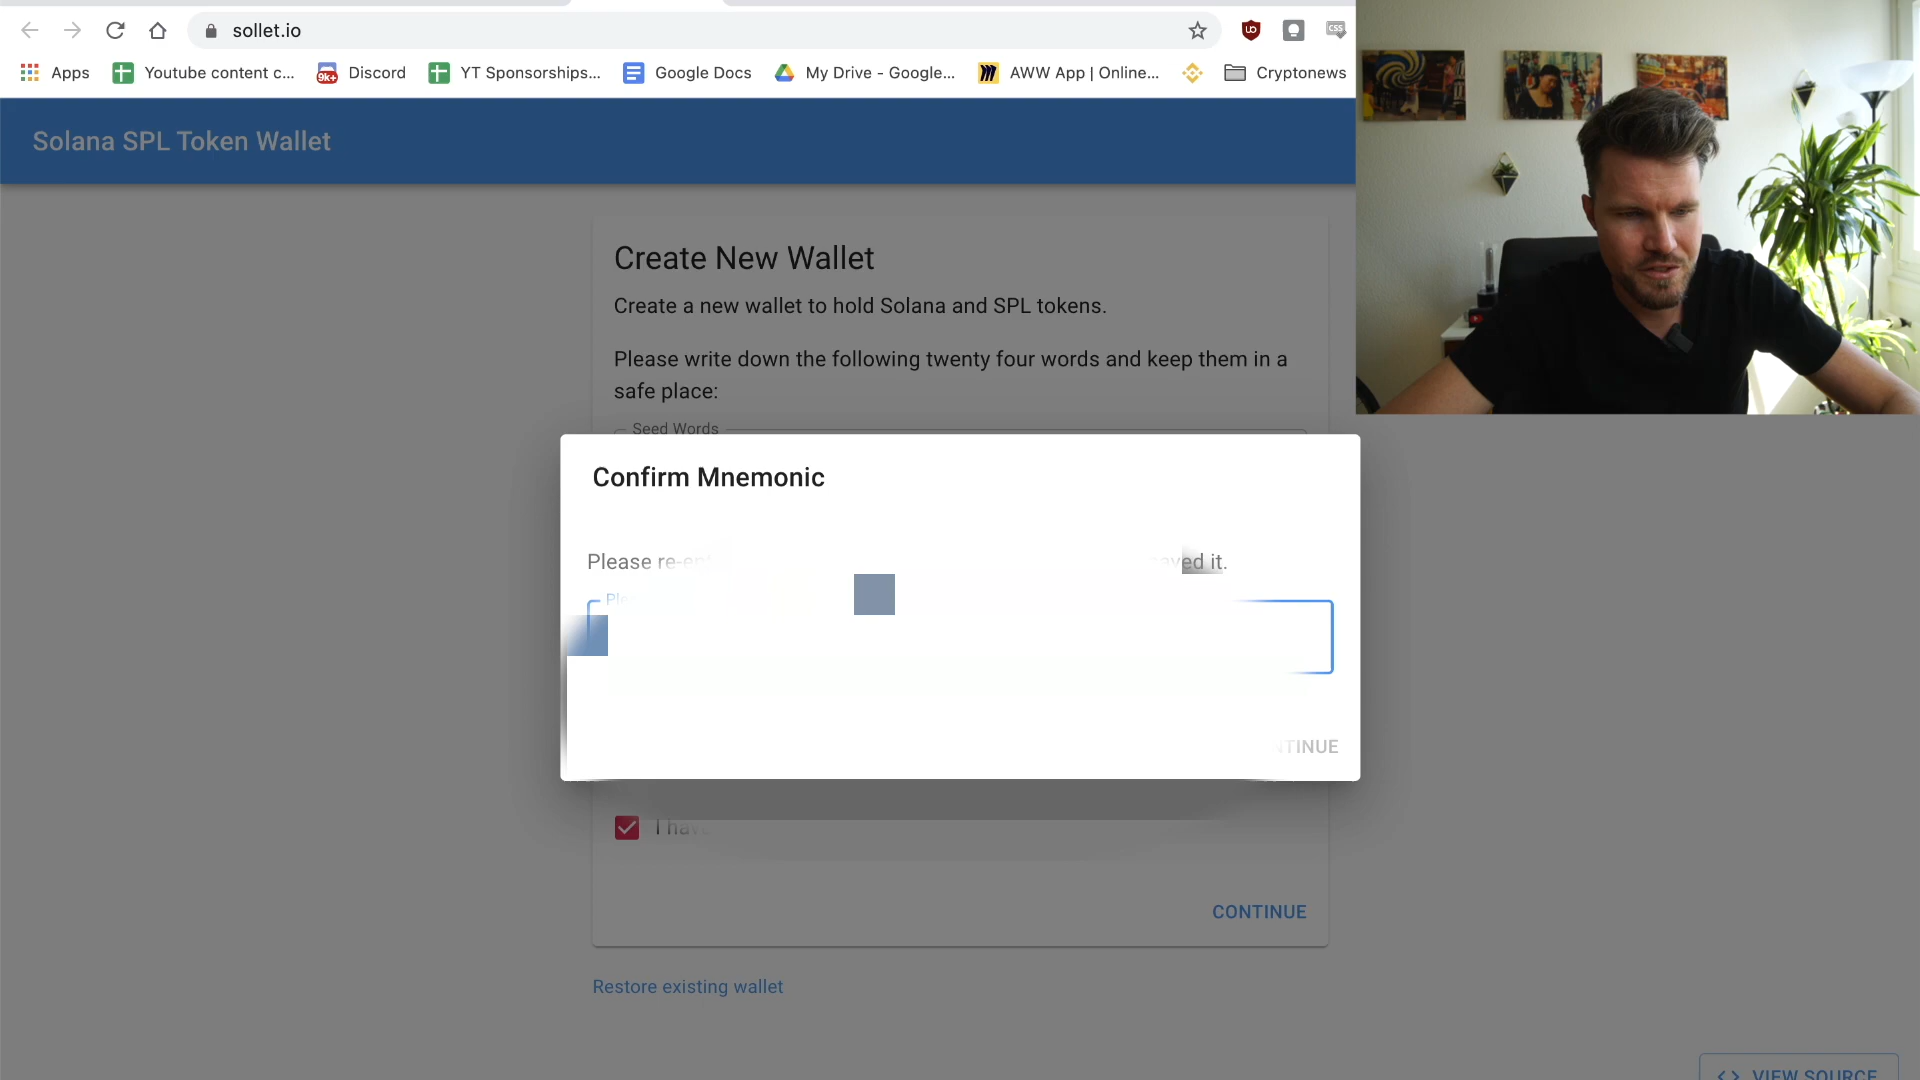 sollet.io
Apps
Youtube content c...
9k+
Discord
YT Sponsorships...
Google Docs
My Drive - Google...
AWW App | Online...
Cryptonews
CSS
Solana SPL Token Wallet
Create New Wallet
Create a new wallet to hold Solana and SPL tokens.
Please write down the following twenty four words and keep them in a
safe place:
Seed Words
Confirm Mnemonic
Please it.
I
CONTINUE
Restore existing wallet
VIEW SOURCE